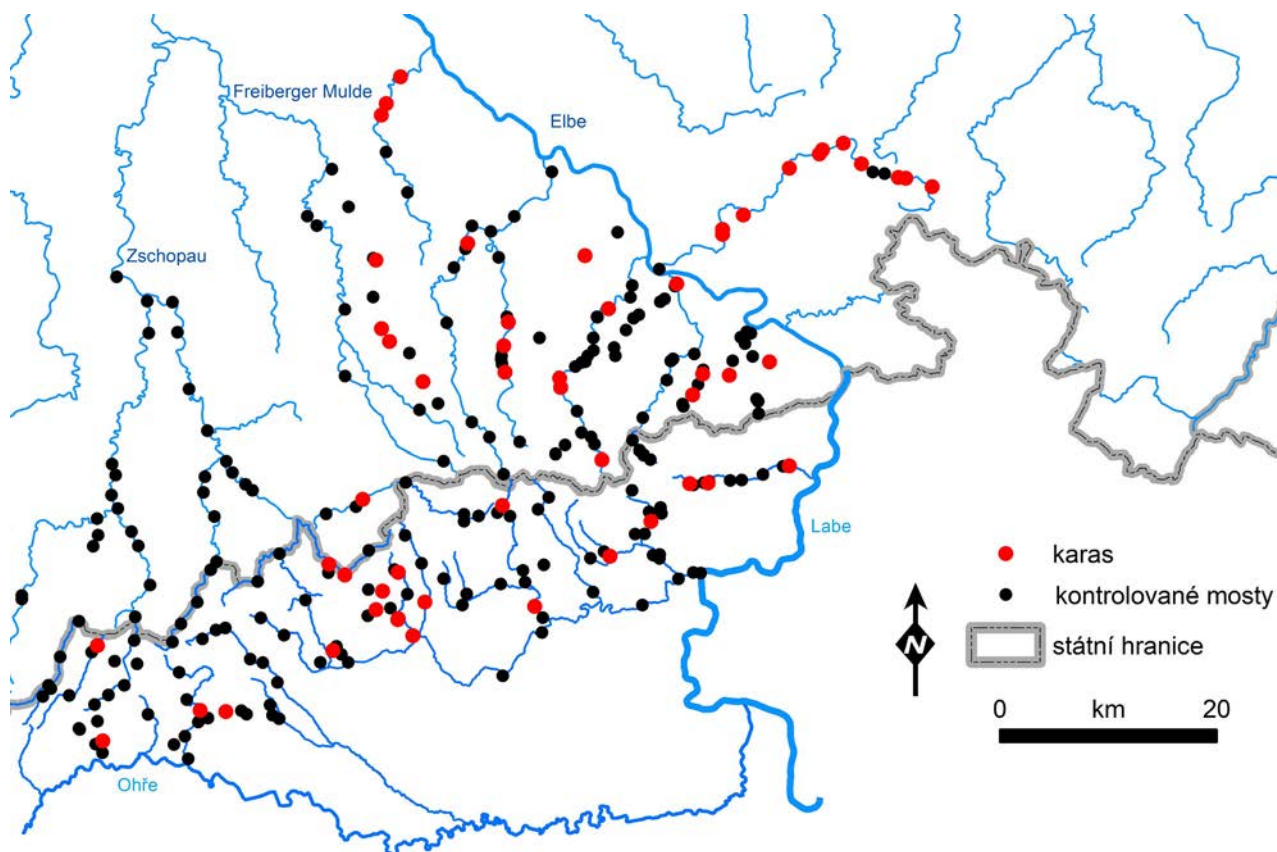 Freiberger Mulde
Elbe
Zschopau
Labe
Ohře
karas
kontrolované mosty
státní hranice
N
0 km 20